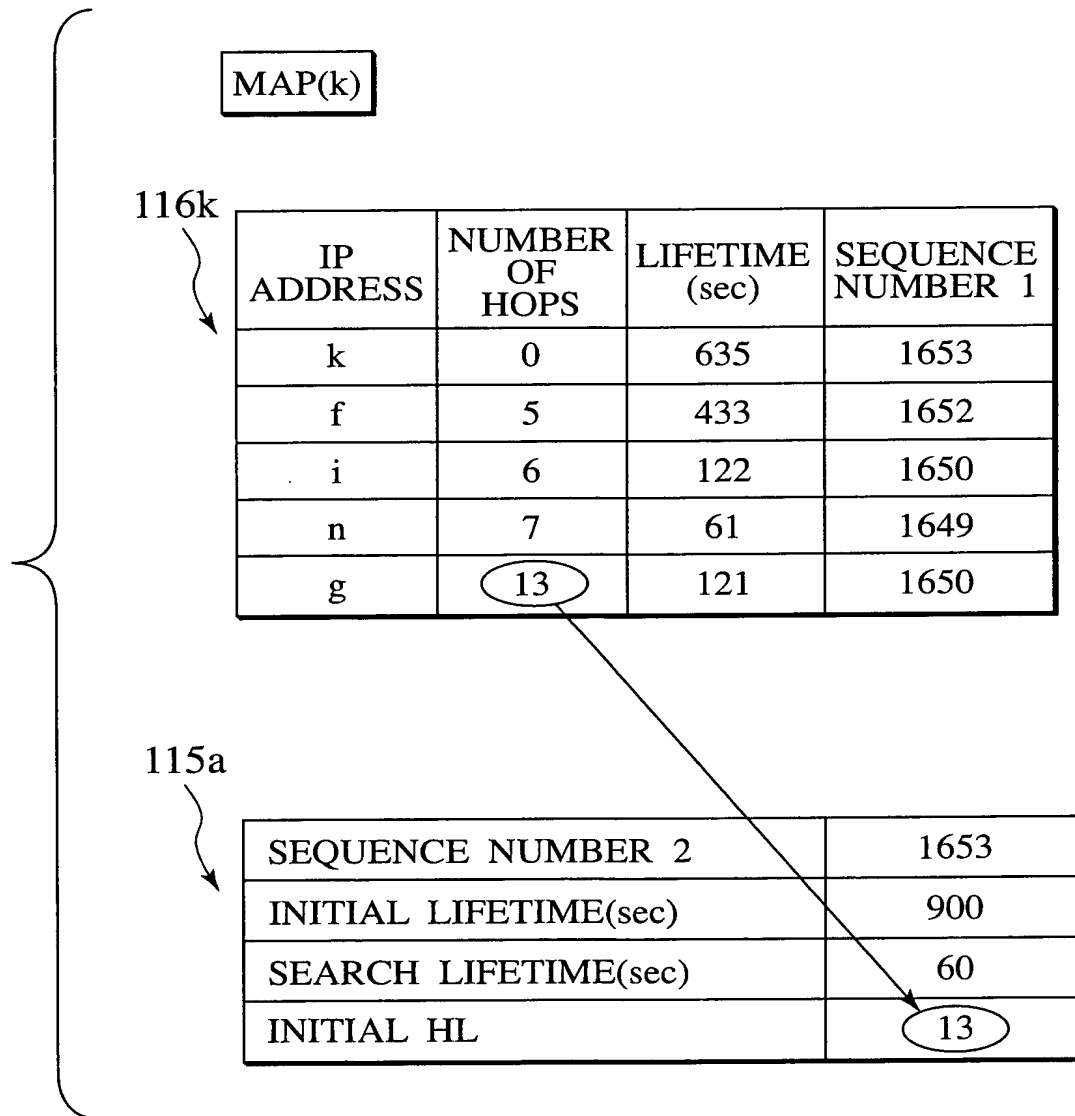 MAP(k)
116k
IP ADDRESS NUMBER OF HOPS LIFETIME (sec) SEQUENCE NUMBER 1
k 0 635 1653
f 5 433 1652
i 6 122 1650
n 7 61 1649
g 13 121 1650
115a
SEQUENCE NUMBER 2 1653
INITIAL LIFETIME(sec) 900
SEARCH LIFETIME(sec) 60
INITIAL HL 13